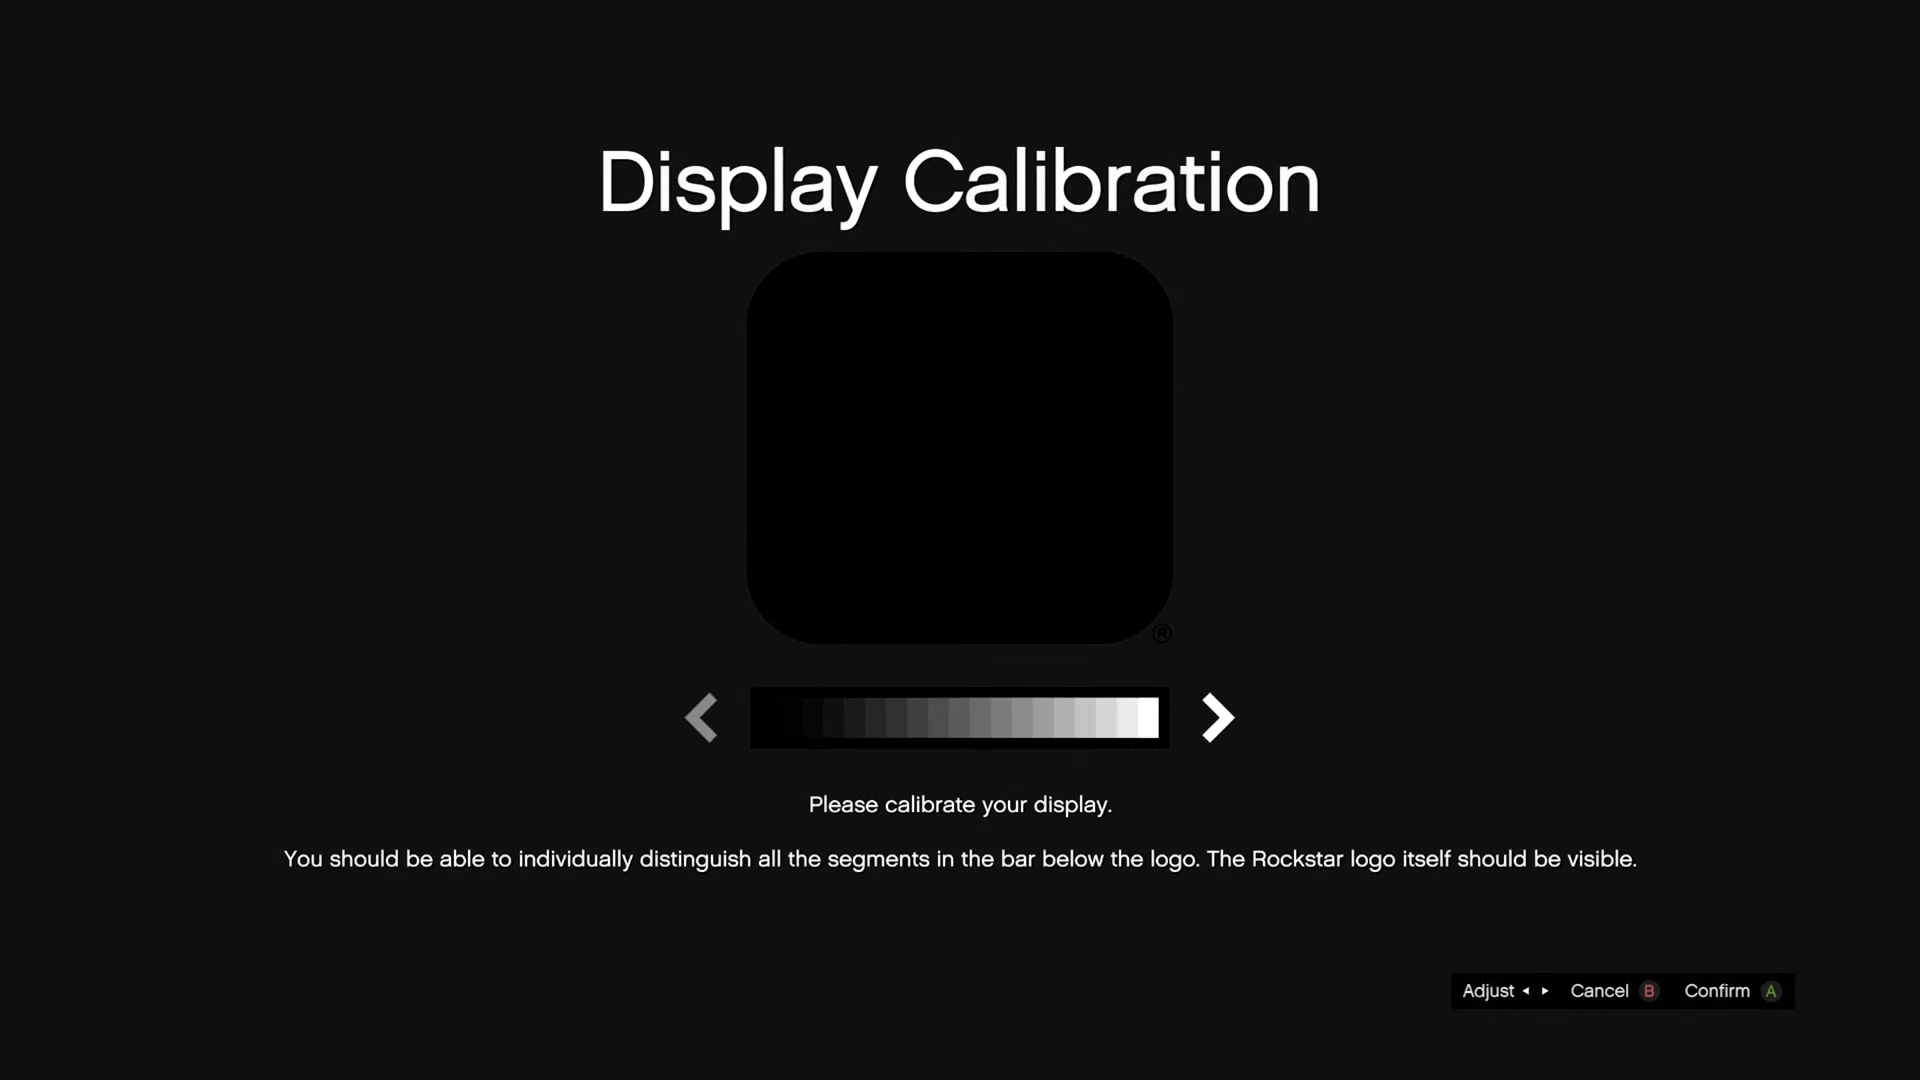 Display Calibration
®
Please calibrate your display.
You should be able to individually distinguish all the segments in the bar below the logo. The Rockstar logo itself should be visible.
Adjust Cancel B Confirm A